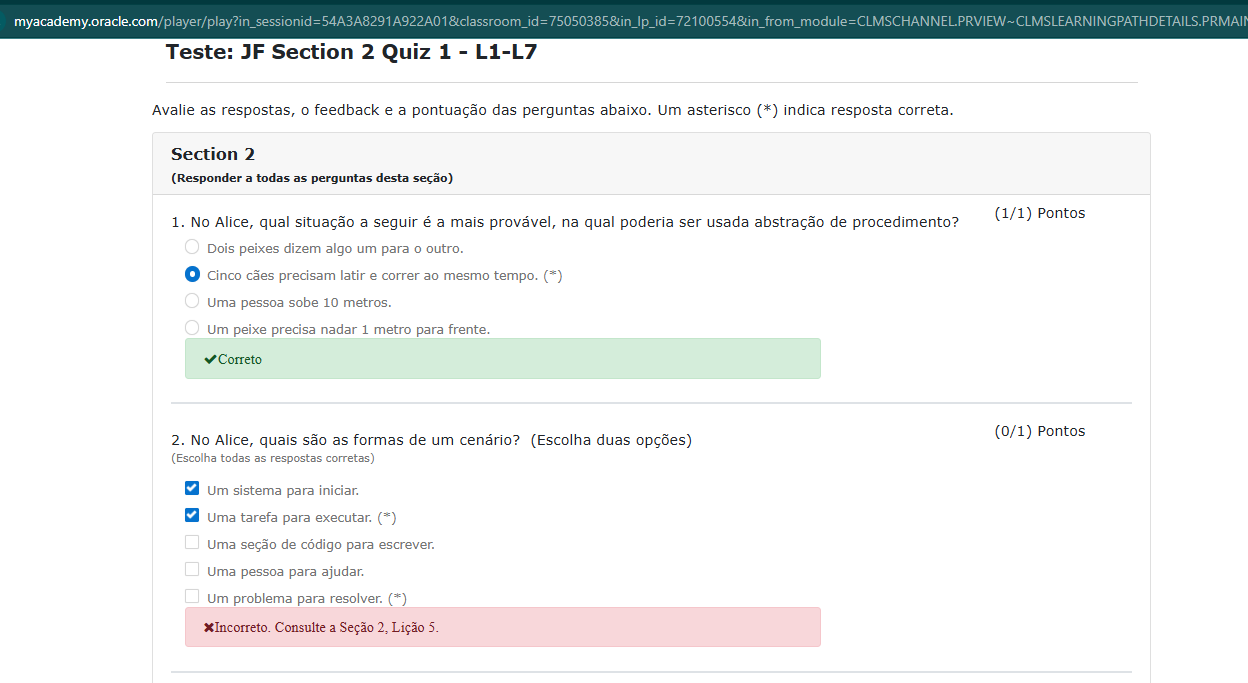 myacademy.oracle.com/player/play?in_sessionid=54A3A8291A922A01&classroom_id=75050385&in_lp_id=72100554&in_from_module=CLMSCHANNEL.PRVIEW~CLMSLEARNINGPATHDETAILS.PRMAIN
Teste: JF Section 2 Quiz 1 - L1-L7
Avalie as respostas, o feedback e a pontuação das perguntas abaixo. Um asterisco (*) indica resposta correta.
Section 2
(Responder a todas as perguntas desta seção)
1. No Alice, qual situação a seguir é a mais provável, na qual poderia ser usada abstração de procedimento? (1/1) Pontos
Dois peixes dizem algo um para o outro.
Cinco cães precisam latir e correr ao mesmo tempo. (*)
Uma pessoa sobe 10 metros.
Um peixe precisa nadar 1 metro para frente.
Correto
2. No Alice, quais são as formas de um cenário? (Escolha duas opções) (0/1) Pontos
(Escolha todas as respostas corretas)
Um sistema para iniciar.
Uma tarefa para executar. (*)
Uma seção de código para escrever.
Uma pessoa para ajudar.
Um problema para resolver. (*)
Incorreto. Consulte a Seção 2, Lição 5.